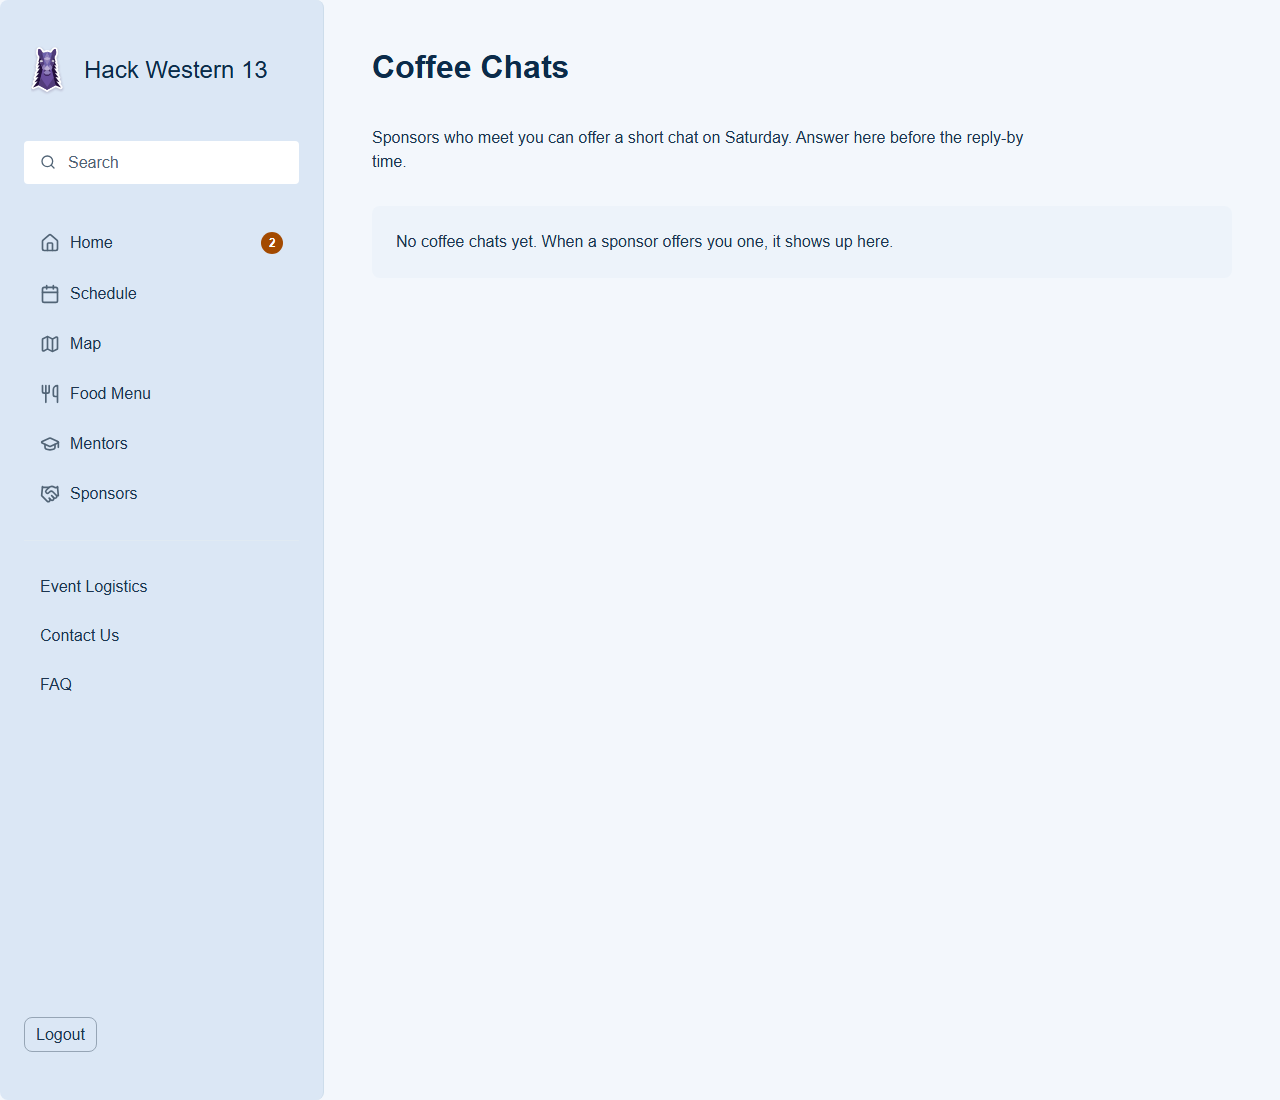 Hack Western 13
Search
Home
2
Schedule
Map
Food Menu
Mentors
Sponsors
Event Logistics
Contact Us
FAQ
Logout
Coffee Chats
Sponsors who meet you can offer a short chat on Saturday. Answer here before the reply-by
time.
No coffee chats yet. When a sponsor offers you one, it shows up here.